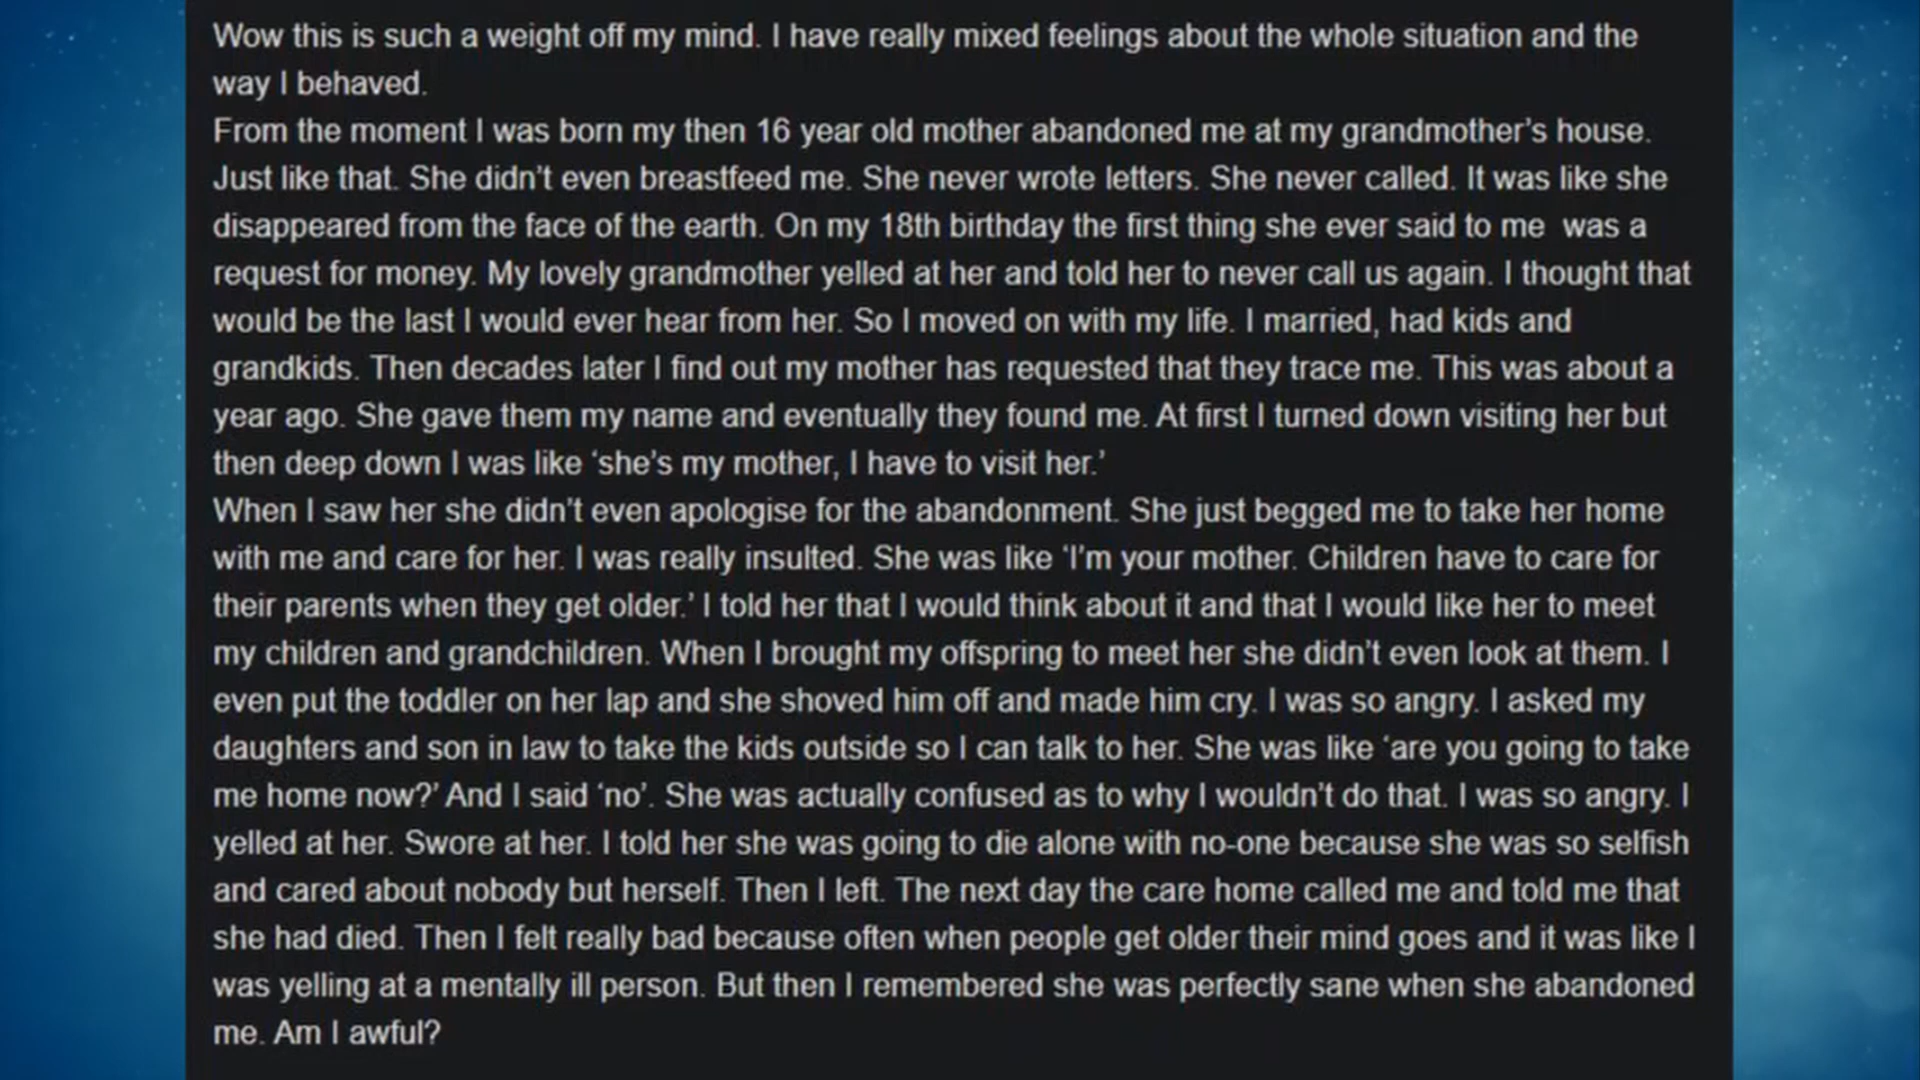 Wow this is such a weight off my mind. I have really mixed feelings about the whole situation and the
way I behaved.
From the moment I was born my then 16 year old mother abandoned me at my grandmother’s house.
Just like that. She didn’t even breastfeed me. She never wrote letters. She never called. It was like she
disappeared from the face of the earth. On my 18th birthday the first thing she ever said to me  was a
request for money. My lovely grandmother yelled at her and told her to never call us again. I thought that
would be the last I would ever hear from her. So I moved on with my life. I married, had kids and
grandkids. Then decades later I find out my mother has requested that they trace me. This was about a
year ago. She gave them my name and eventually they found me. At first I turned down visiting her but
then deep down I was like ‘she’s my mother, I have to visit her.’
When I saw her she didn’t even apologise for the abandonment. She just begged me to take her home
with me and care for her. I was really insulted. She was like ‘I’m your mother. Children have to care for
their parents when they get older.’ I told her that I would think about it and that I would like her to meet
my children and grandchildren. When I brought my offspring to meet her she didn’t even look at them. I
even put the toddler on her lap and she shoved him off and made him cry. I was so angry. I asked my
daughters and son in law to take the kids outside so I can talk to her. She was like ‘are you going to take
me home now?’ And I said ‘no’. She was actually confused as to why I wouldn’t do that. I was so angry. I
yelled at her. Swore at her. I told her she was going to die alone with no-one because she was so selfish
and cared about nobody but herself. Then I left. The next day the care home called me and told me that
she had died. Then I felt really bad because often when people get older their mind goes and it was like I
was yelling at a mentally ill person. But then I remembered she was perfectly sane when she abandoned
me. Am I awful?